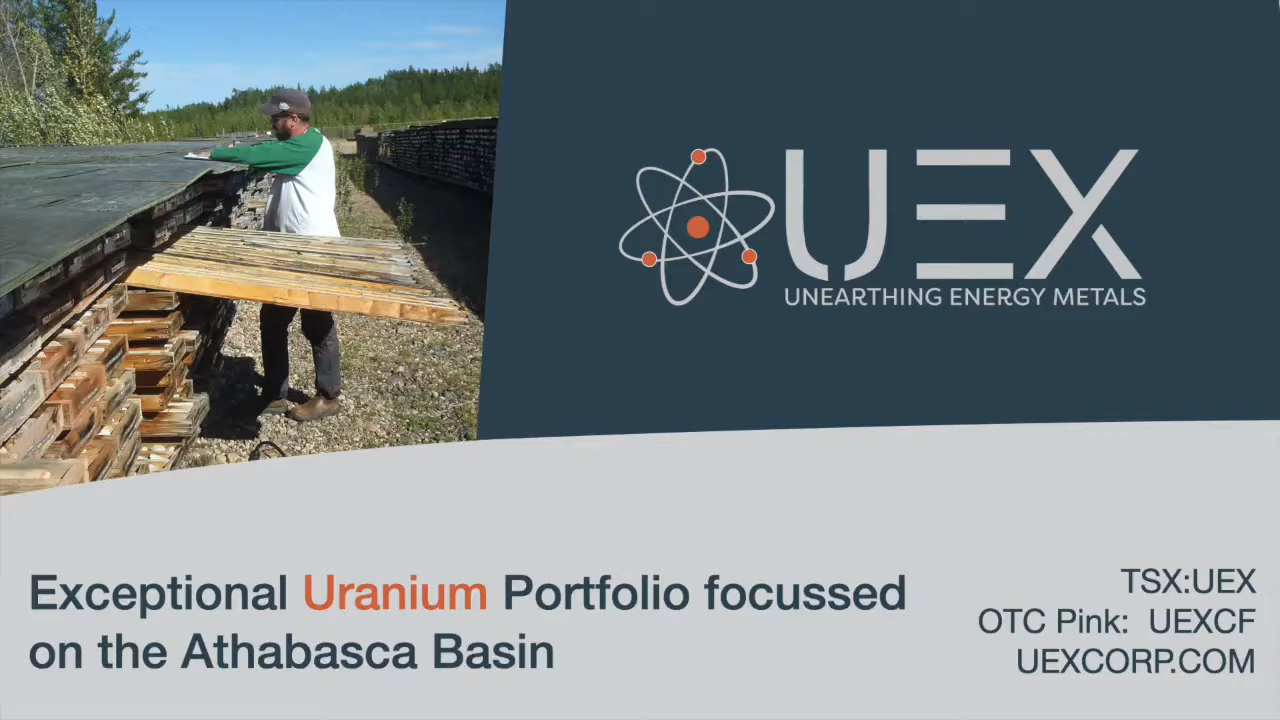 UEX
UNEARTHING ENERGY METALS
Exceptional Uranium Portfolio focussed
on the Athabasca Basin
TSX:UEX
OTC Pink: UEXCF
UEXCORP.COM